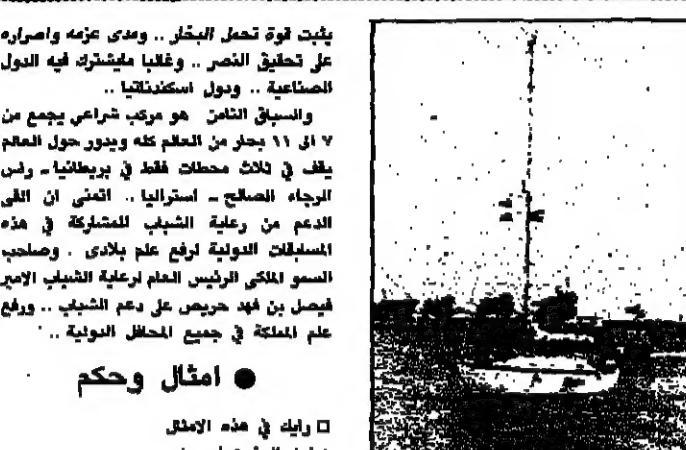 يثبت قوة تحمل البحّار .. ومدى عزمه واصراره
على تحقيق النصر .. وغالبا مايشترك فيه الدول
الصناعية .. ودول اسكندنافيا ..
والسباق الثامن هو مركب شراعي يجمع من
٧ الى ١١ بحار من العالم كله ويدور حول العالم
يقف في ثلاث محطات فقط في بريطانيا ـ راس
الرجاء الصالح ـ استراليا .. اتمنى ان القى
الدعم من رعاية الشباب للمشاركة في هذه
المسابقات الدولية لرفع علم بلادى . وصاحب
السمو الملكى الرئيس العام لرعاية الشباب الامير
فيصل بن فهد حريص على دعم الشباب .. ورفع
علم المملكة في جميع المحافل الدولية ..
● امثال وحكم
□ رايك في هذه الامثال